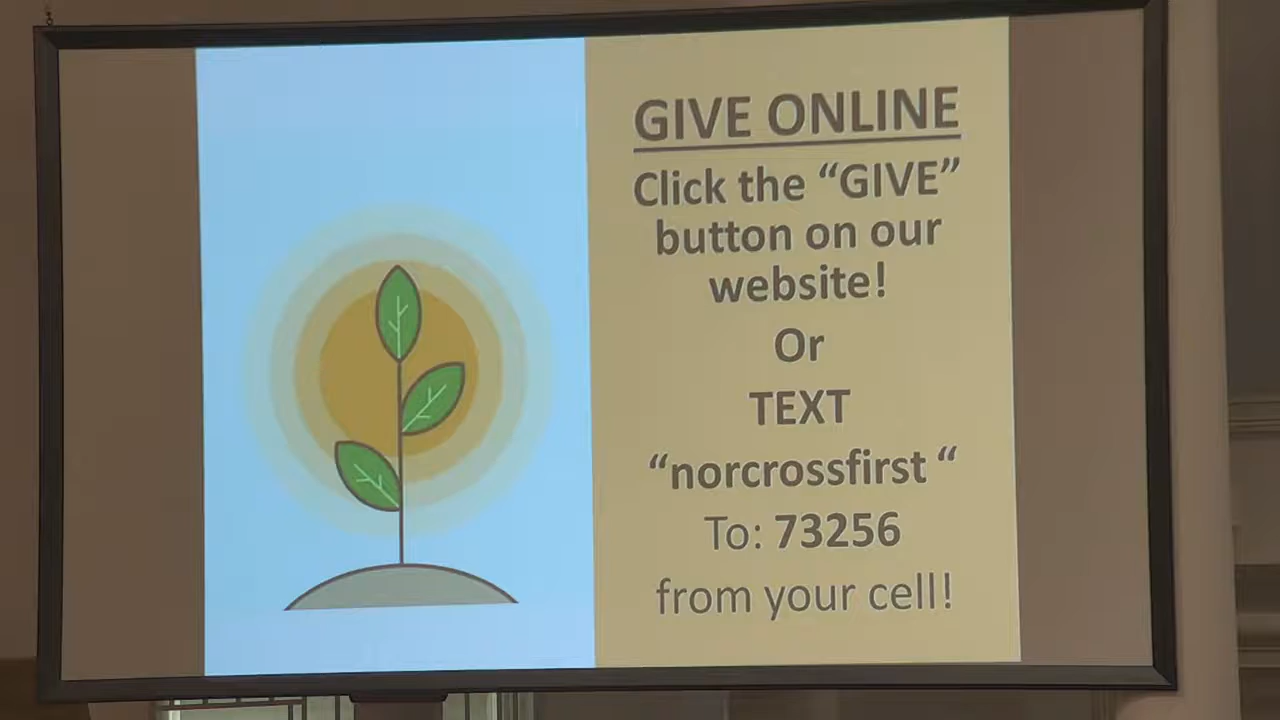 GIVE ONLINE
Click the “GIVE”
button on our
website!
Or
TEXT
“norcrossfirst “
To: 73256
from your cell!